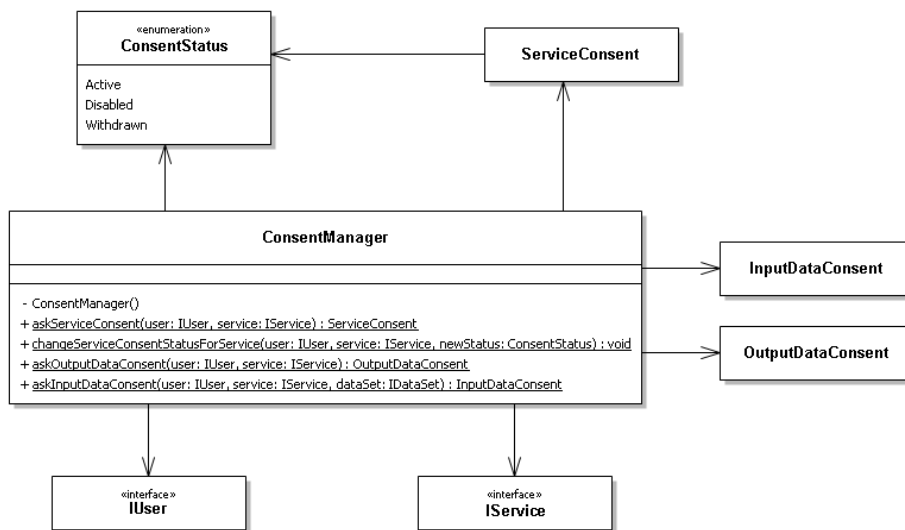 «enumeration»
ConsentStatus
Active
Disabled
Withdrawn
ServiceConsent
ConsentManager
- ConsentManager()
+ askServiceConsent(user: IUser, service: IService) : ServiceConsent
+ changeServiceConsentStatusForService(user: IUser, service: IService, newStatus: ConsentStatus) : void
+ askOutputDataConsent(user: IUser, service: IService) : OutputDataConsent
+ askInputDataConsent(user: IUser, service: IService, dataSet: IDataSet) : InputDataConsent
InputDataConsent
OutputDataConsent
«interface»
IUser
«interface»
IService